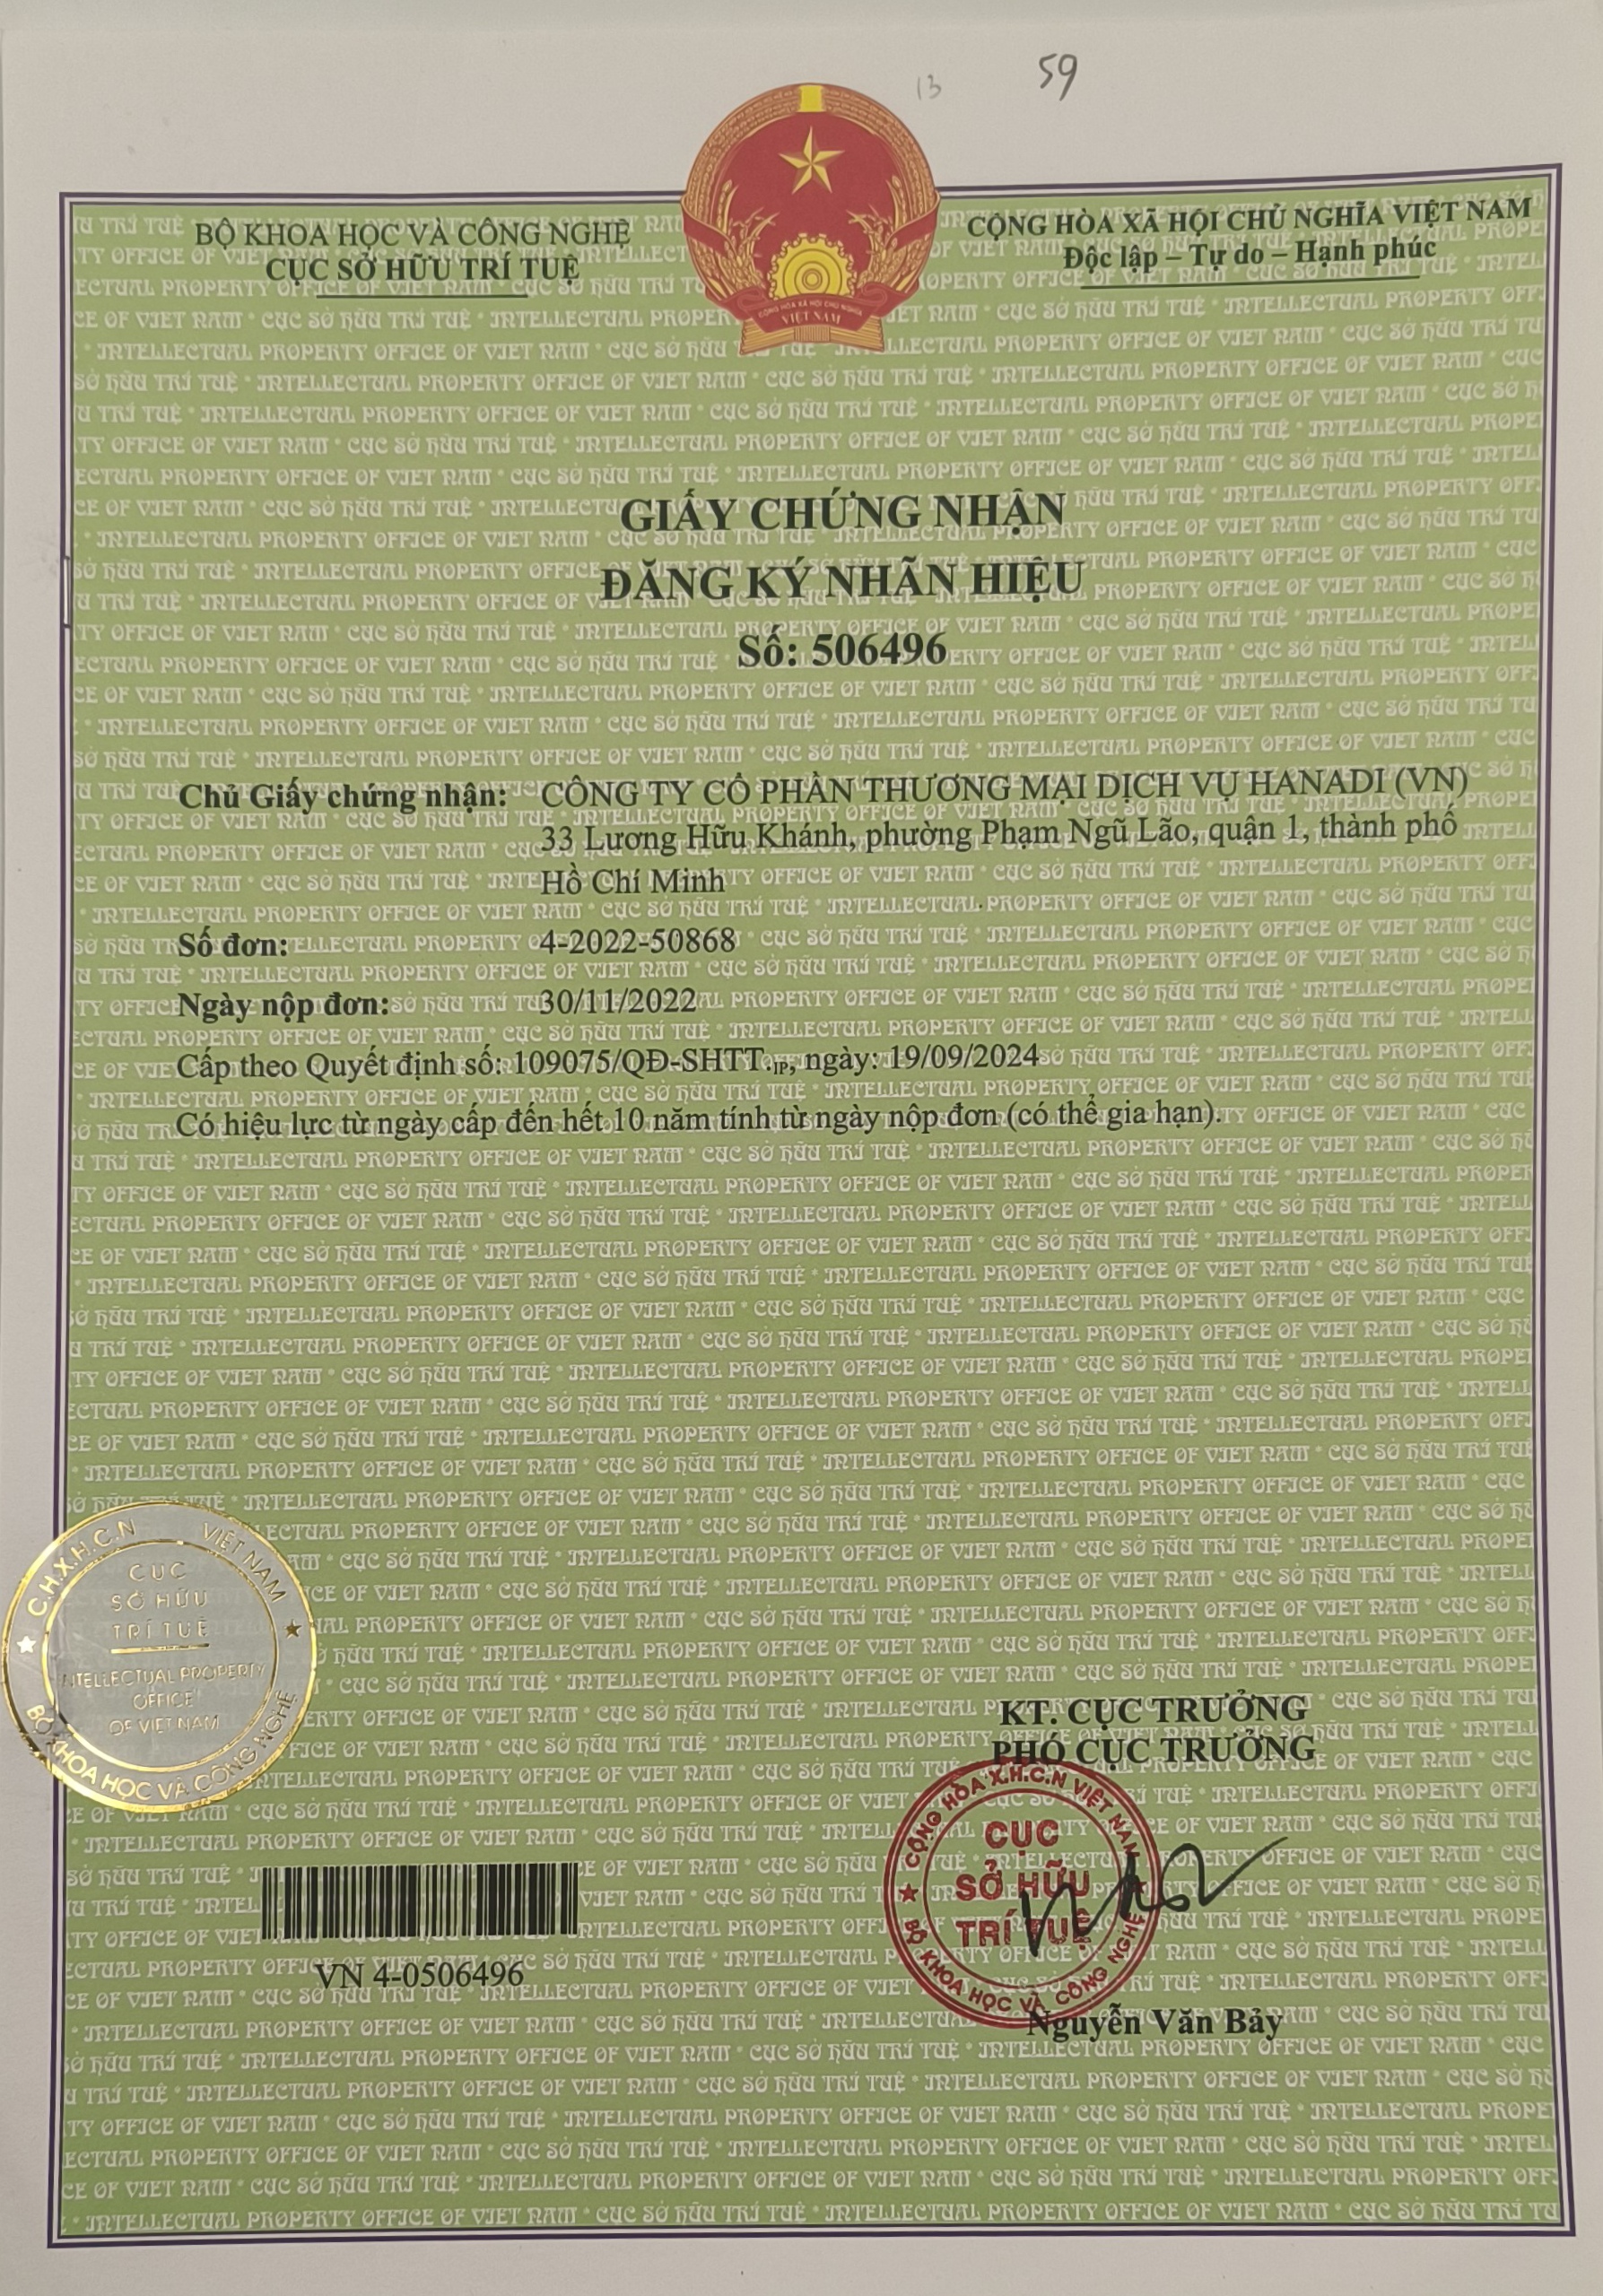 13 59
BỘ KHOA HỌC VÀ CÔNG NGHỆ
CỤC SỞ HỮU TRÍ TUỆ
CỘNG HÒA XÃ HỘI CHỦ NGHĨA VIỆT NAM
Độc lập – Tự do – Hạnh phúc
CỘNG HÒA XÃ HỘI CHỦ NGHĨA
VIỆT NAM
GIẤY CHỨNG NHẬN
ĐĂNG KÝ NHÃN HIỆU
Số: 506496
Chủ Giấy chứng nhận: CÔNG TY CỔ PHẦN THƯƠNG MẠI DỊCH VỤ HANADI (VN)
33 Lương Hữu Khánh, phường Phạm Ngũ Lão, quận 1, thành phố
Hồ Chí Minh
Số đơn: 4-2022-50868
Ngày nộp đơn: 30/11/2022
Cấp theo Quyết định số: 109075/QĐ-SHTT.IP, ngày: 19/09/2024
Có hiệu lực từ ngày cấp đến hết 10 năm tính từ ngày nộp đơn (có thể gia hạn).
C.H.X.H.C.N VIỆT NAM
CỤC
SỞ HỮU
TRÍ TUỆ
INTELLECTUAL PROPERTY
OFFICE
OF VIET NAM
BỘ KHOA HỌC VÀ CÔNG NGHỆ
KT. CỤC TRƯỞNG
PHÓ CỤC TRƯỞNG
CỘNG HÒA X.H.C.N VIỆT NAM
CỤC
SỞ HỮU
TRÍ TUỆ
BỘ KHOA HỌC VÀ CÔNG NGHỆ
VN 4-0506496
Nguyễn Văn Bảy